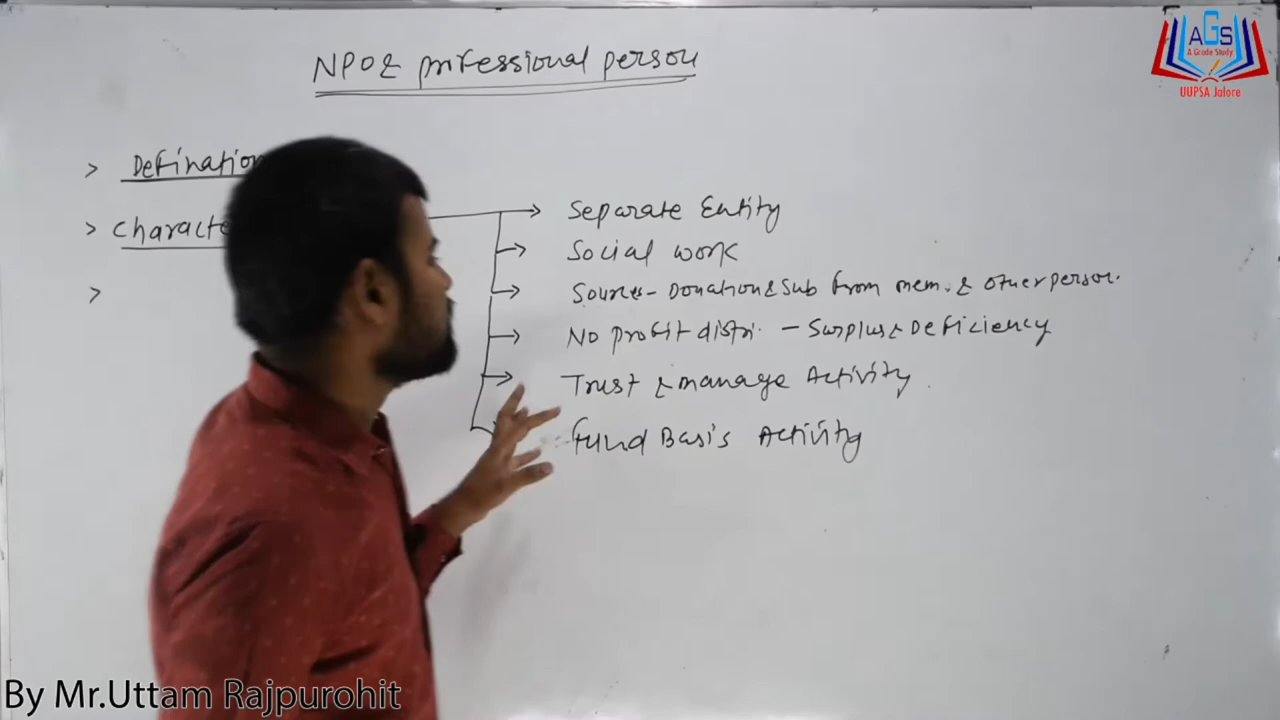 NPO & professional person
AGS
A Grade Study
UUPSA Jalore
> Defination
> Characte
Separate Entity
Social work
Sources - Donation & Sub from mem. & other person.
No profit distri. - Surplus & Deficiency
>
Trust & manage Activity
Fund Basis Activity
By Mr.Uttam Rajpurohit